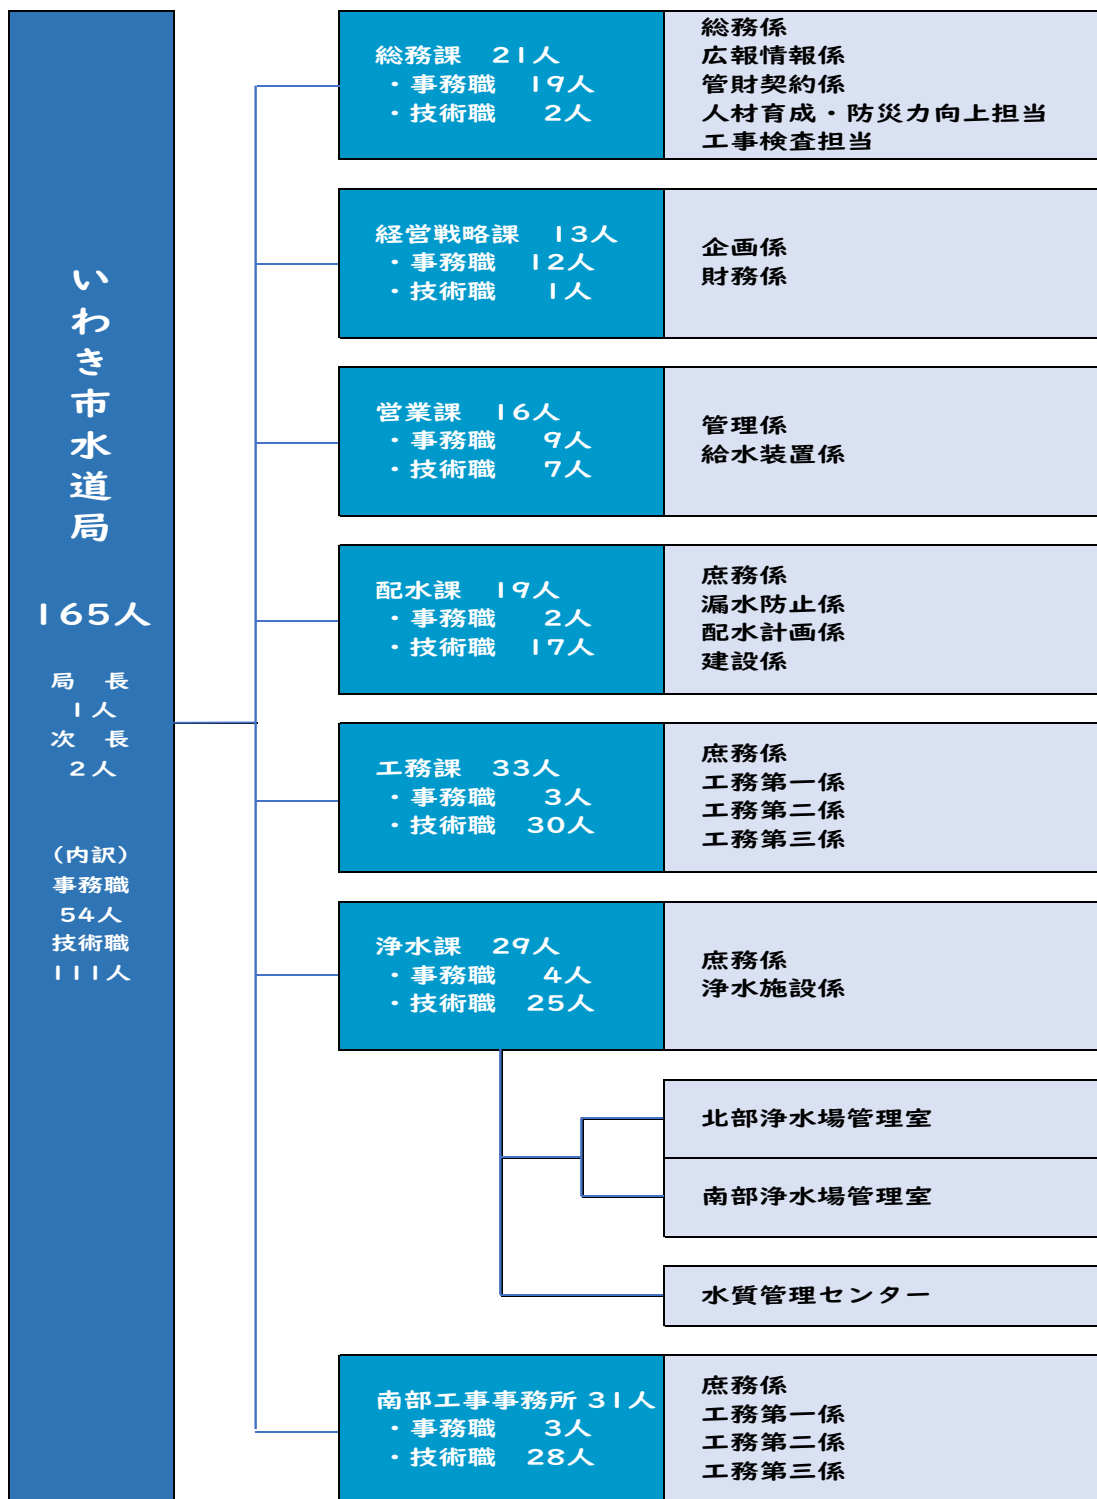 いわき市水道局
165人
局　長
1人
次　長
2人
（内訳）
事務職
54人
技術職
111人
総務課　21人
・事務職　19人
・技術職　2人
総務係
広報情報係
管財契約係
人材育成・防災力向上担当
工事検査担当
経営戦略課　13人
・事務職　12人
・技術職　1人
企画係
財務係
営業課　16人
・事務職　9人
・技術職　7人
管理係
給水装置係
配水課　19人
・事務職　2人
・技術職　17人
庶務係
漏水防止係
配水計画係
建設係
工務課　33人
・事務職　3人
・技術職　30人
庶務係
工務第一係
工務第二係
工務第三係
浄水課　29人
・事務職　4人
・技術職　25人
庶務係
浄水施設係
北部浄水場管理室
南部浄水場管理室
水質管理センター
南部工事事務所 31人
・事務職　3人
・技術職　28人
庶務係
工務第一係
工務第二係
工務第三係